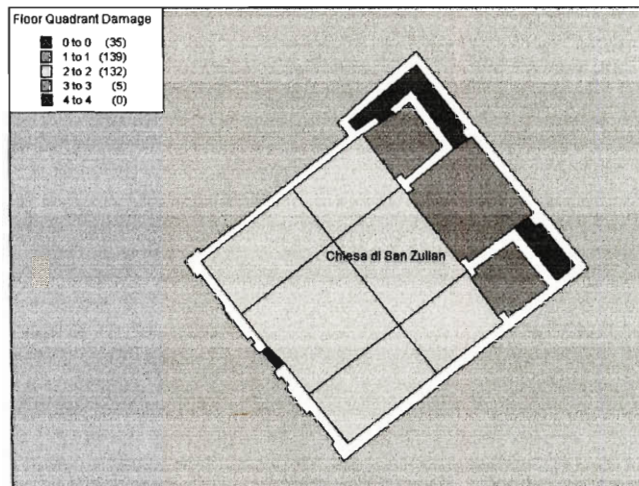 Floor Quadrant Damage
0 to 0 (35)
1 to 1 (139)
2 to 2 (132)
3 to 3 (5)
4 to 4 (0)
Chiesa di San Zulian